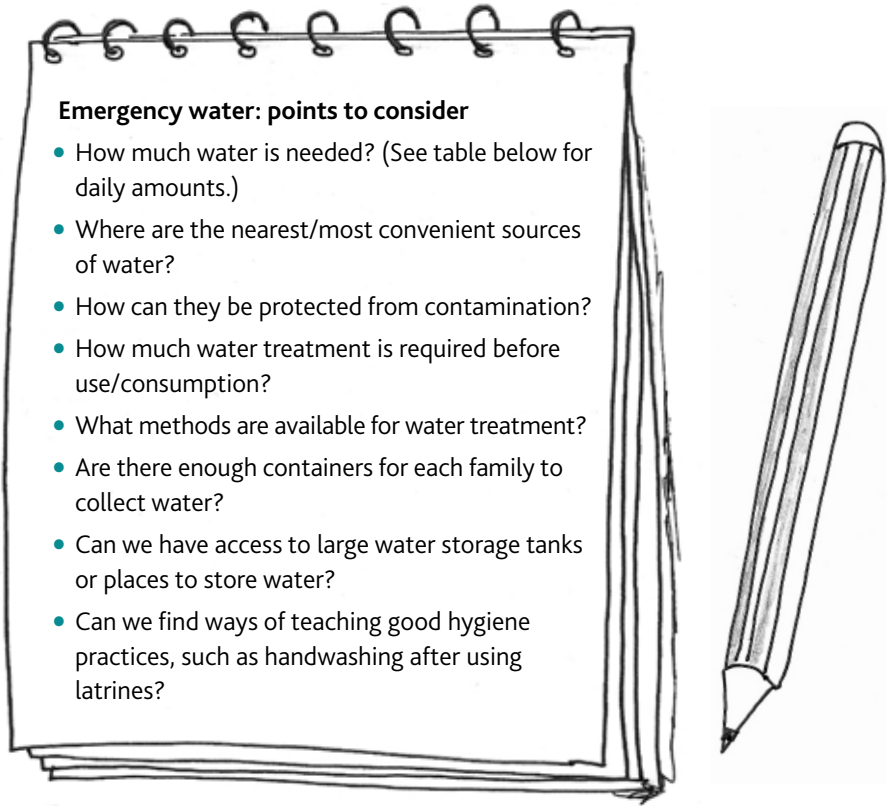 Emergency water: points to consider
• How much water is needed? (See table below for
daily amounts.)
• Where are the nearest/most convenient sources
of water?
• How can they be protected from contamination?
• How much water treatment is required before
use/consumption?
• What methods are available for water treatment?
• Are there enough containers for each family to
collect water?
• Can we have access to large water storage tanks
or places to store water?
• Can we find ways of teaching good hygiene
practices, such as handwashing after using
latrines?